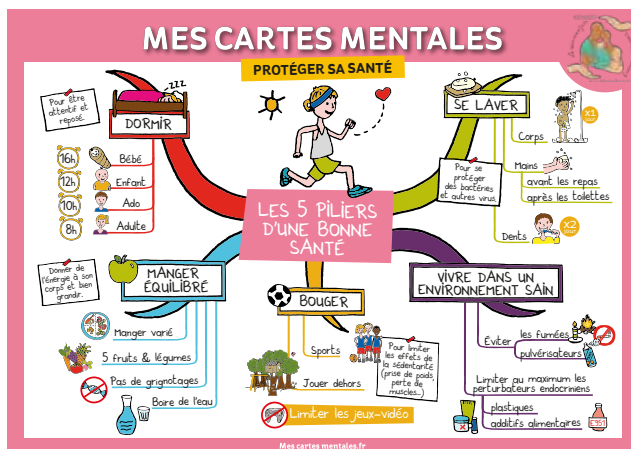 MES CARTES MENTALES
PROTÉGER SA SANTÉ
LES 5 PILIERS
D'UNE BONNE
SANTÉ
Pour être
attentif et
reposé.
zzz
DORMIR
16h
Bébé
12h
Enfant
10h
Ado
8h
Adulte
SE LAVER
Corps
x1
jour
Mains
avant les repas
après les toilettes
Pour se
protéger
des bactéries
et autres virus.
Dents
x2
jour
Donner de
l'énergie à son
corps et bien
grandir.
MANGER
ÉQUILIBRÉ
Manger varié
5 fruits & légumes
Pas de grignotages
Boire de l'eau
BOUGER
Sports
Jouer dehors
Limiter les jeux-vidéo
Pour limiter
les effets de
la sédentarité
(prise de poids,
perte de
muscles...)
VIVRE DANS UN
ENVIRONNEMENT SAIN
Éviter
les fumées
pulvérisateurs
Limiter au maximum les
perturbateurs endocriniens
plastiques
additifs alimentaires
E951
Mes cartes mentales.fr